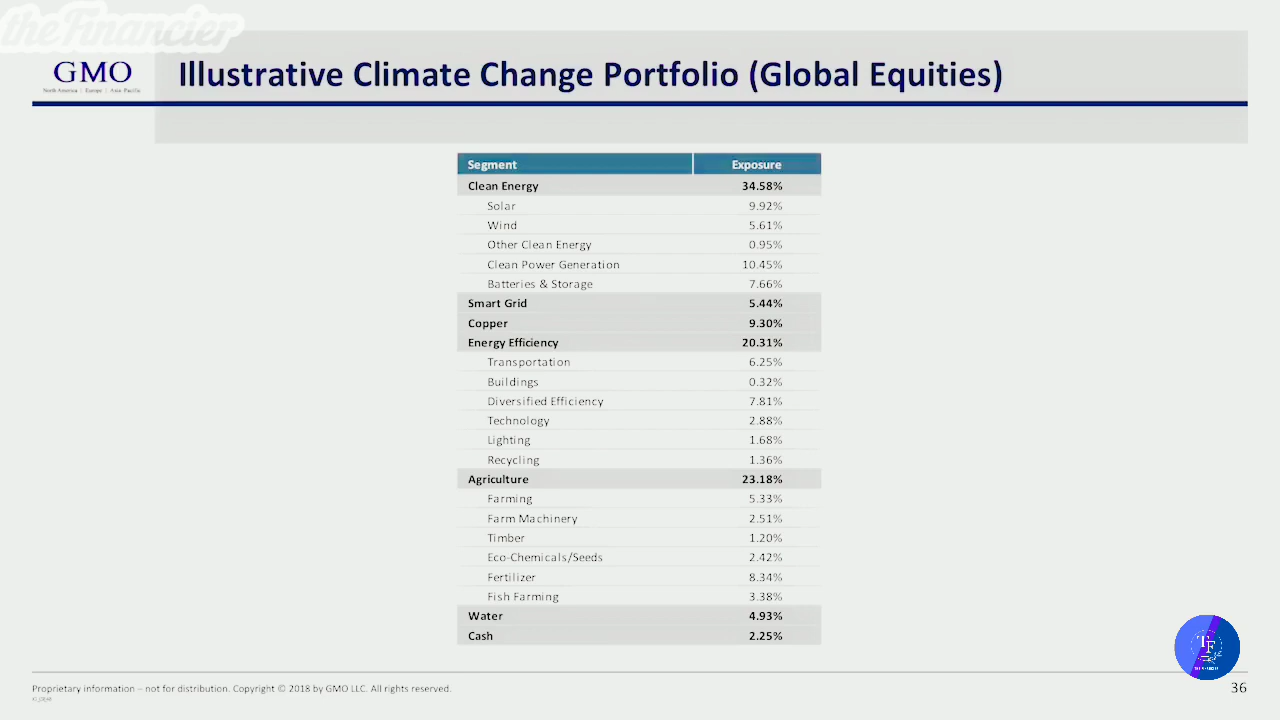 theFinancier
GMO
North America | Europe | Asia-Pacific
Illustrative Climate Change Portfolio (Global Equities)
Segment Exposure
Clean Energy 34.58%
Solar 9.92%
Wind 5.61%
Other Clean Energy 0.95%
Clean Power Generation 10.45%
Batteries & Storage 7.66%
Smart Grid 5.44%
Copper 9.30%
Energy Efficiency 20.31%
Transportation 6.25%
Buildings 0.32%
Diversified Efficiency 7.81%
Technology 2.88%
Lighting 1.68%
Recycling 1.36%
Agriculture 23.18%
Farming 5.33%
Farm Machinery 2.51%
Timber 1.20%
Eco-Chemicals/Seeds 2.42%
Fertilizer 8.34%
Fish Farming 3.38%
Water 4.93%
Cash 2.25%
TF
THE FINANCIER
Proprietary information – not for distribution. Copyright © 2018 by GMO LLC. All rights reserved.
36